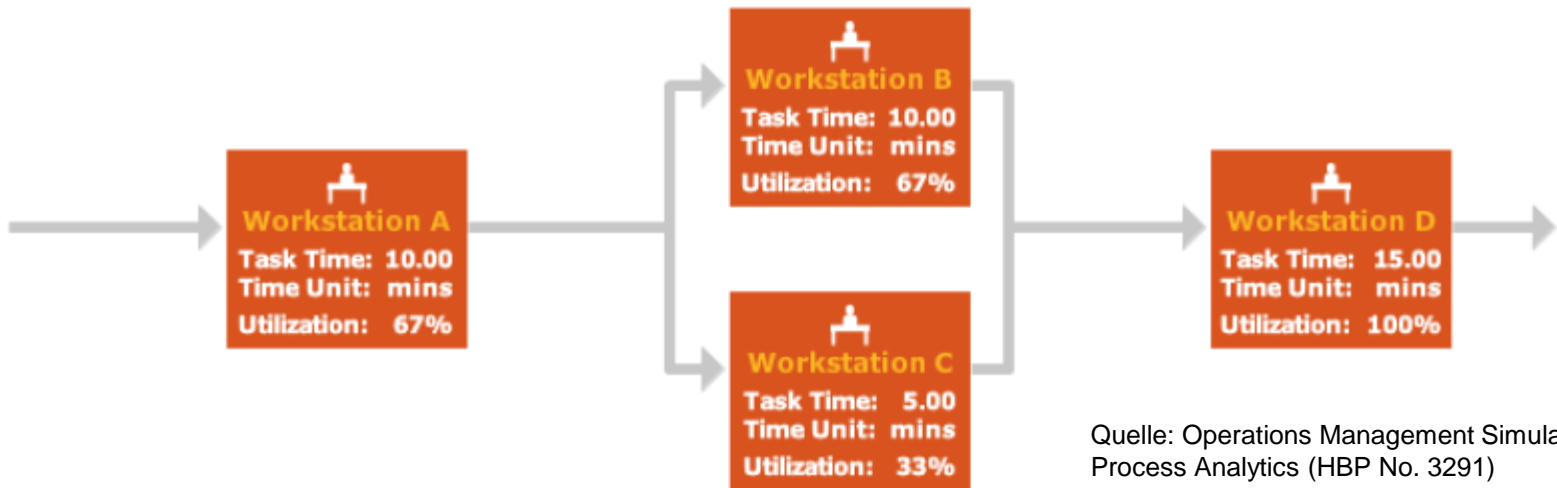 Workstation A
Task Time: 10.00
Time Unit: mins
Utilization: 67%
Workstation B
Task Time: 10.00
Time Unit: mins
Utilization: 67%
Workstation C
Task Time: 5.00
Time Unit: mins
Utilization: 33%
Workstation D
Task Time: 15.00
Time Unit: mins
Utilization: 100%
Quelle: Operations Management Simula
Process Analytics (HBP No. 3291)